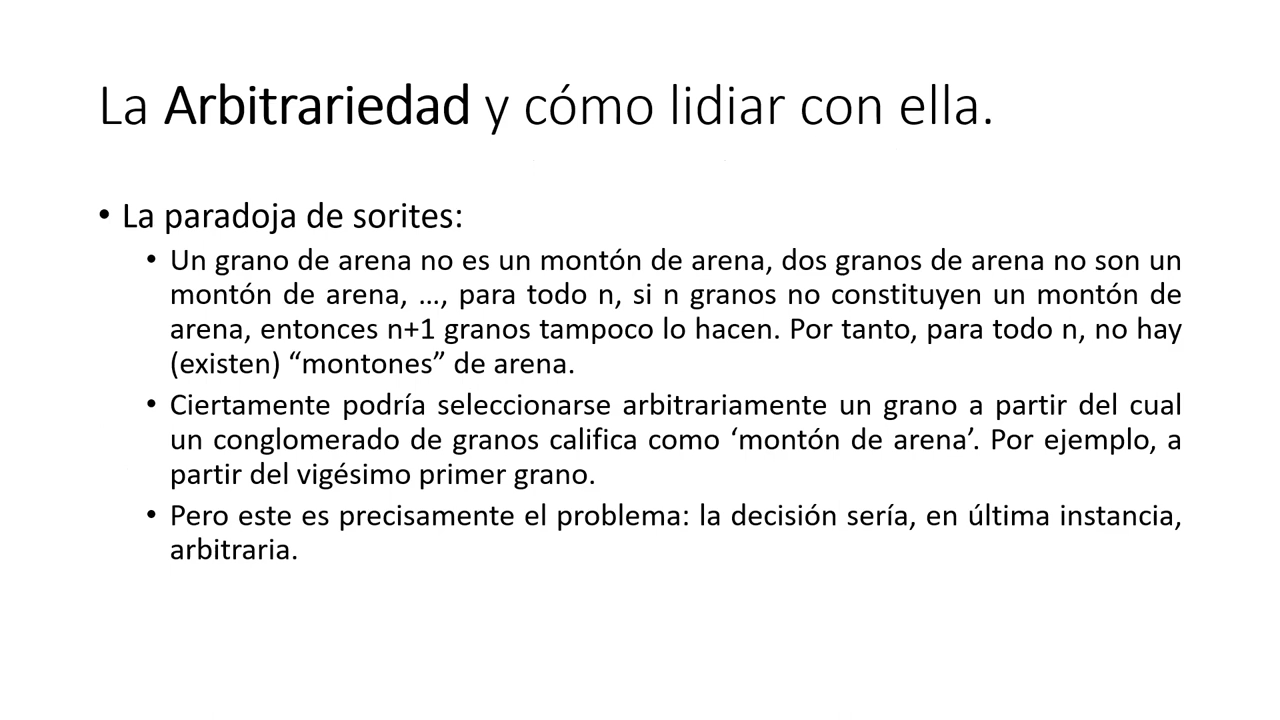 La Arbitrariedad y cómo lidiar con ella.
• La paradoja de sorites:
• Un grano de arena no es un montón de arena, dos granos de arena no son un
montón de arena, …, para todo n, si n granos no constituyen un montón de
arena, entonces n+1 granos tampoco lo hacen. Por tanto, para todo n, no hay
(existen) “montones” de arena.
• Ciertamente podría seleccionarse arbitrariamente un grano a partir del cual
un conglomerado de granos califica como ‘montón de arena’. Por ejemplo, a
partir del vigésimo primer grano.
• Pero este es precisamente el problema: la decisión sería, en última instancia,
arbitraria.